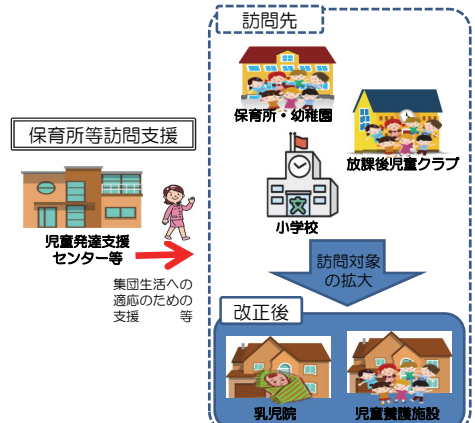 訪問先
保育所・幼稚園
放課後児童クラブ
小学校
文
保育所等訪問支援
児童発達支援
センター等
集団生活への
適応のための
支援　　等
訪問対象
の拡大
改正後
乳児院
児童養護施設